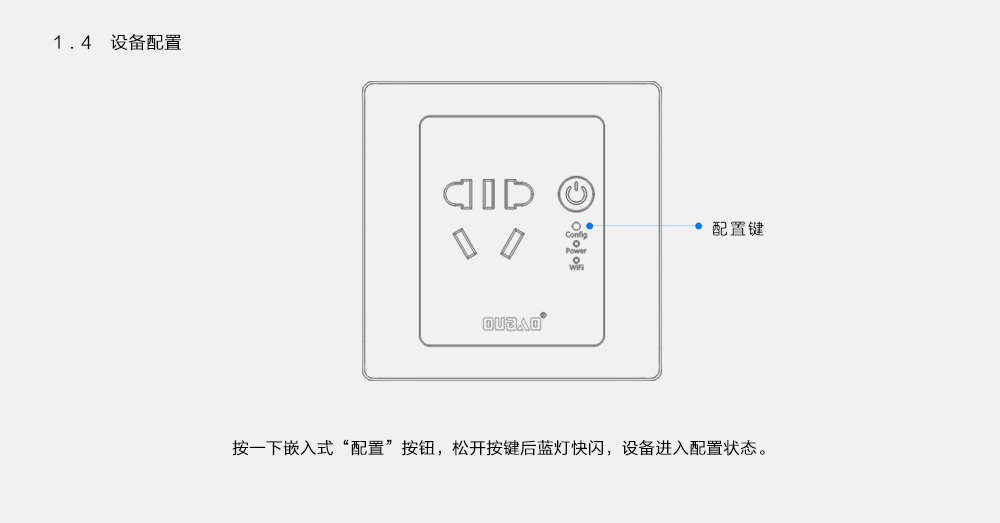 1.4 设备配置
配置键
Config
Power
WiFi
OUBAO®
按一下嵌入式“配置”按钮，松开按键后蓝灯快闪，设备进入配置状态。